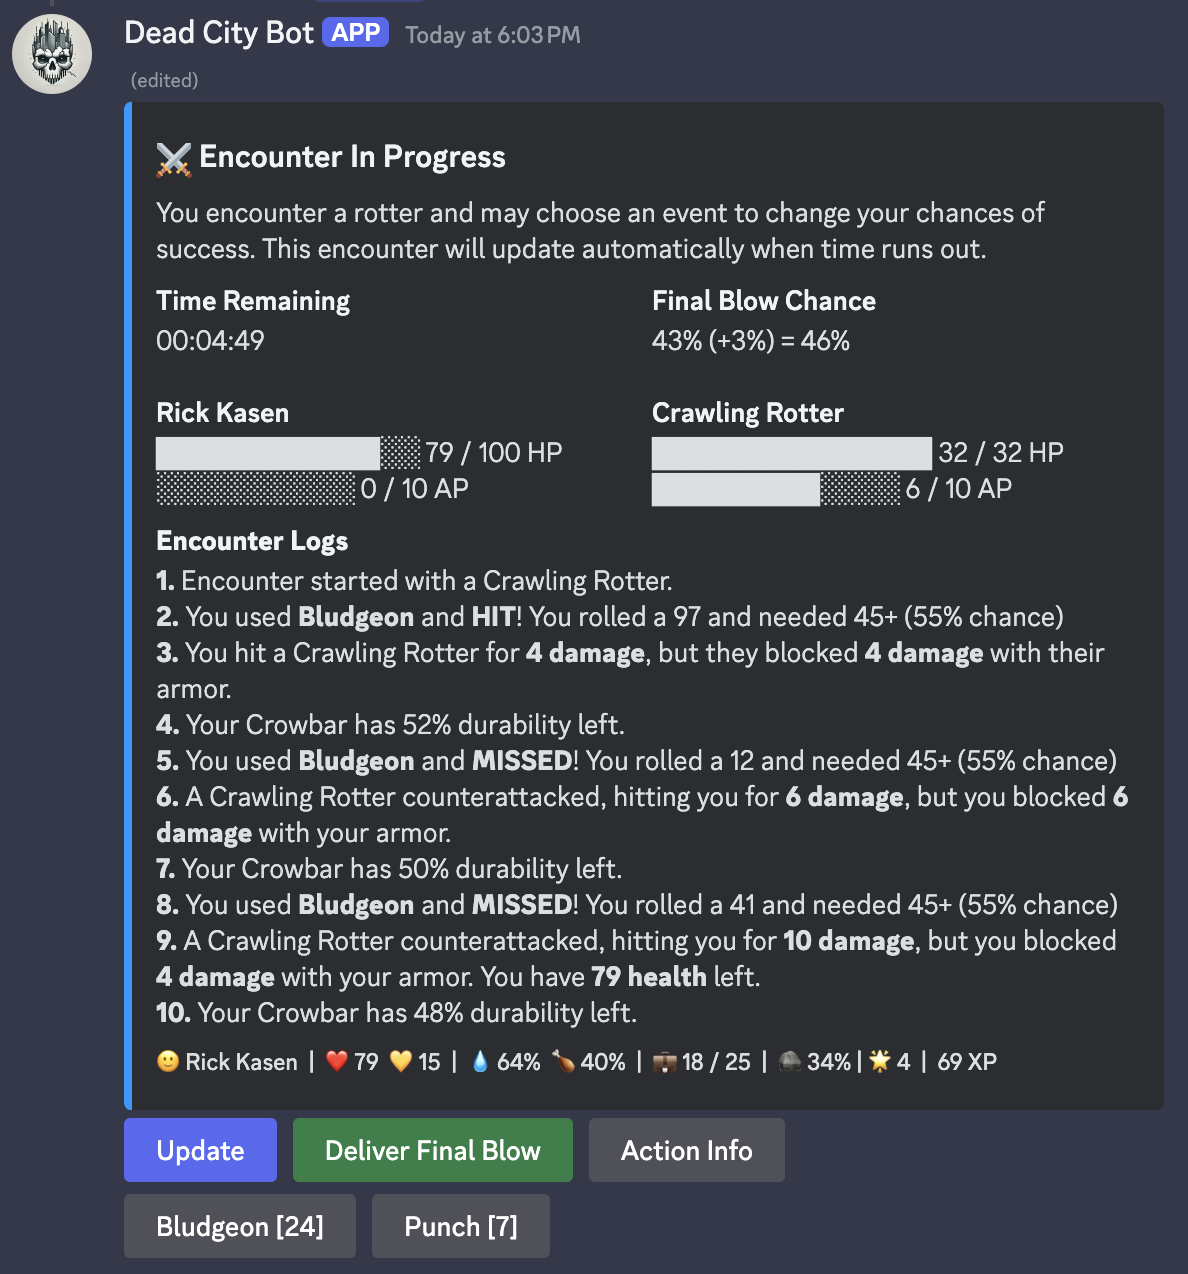 Dead City Bot APP Today at 6:03 PM
(edited)
⚔️ Encounter In Progress
You encounter a rotter and may choose an event to change your chances of
success. This encounter will update automatically when time runs out.
Time Remaining
Final Blow Chance
00:04:49
43% (+3%) = 46%
Rick Kasen
Crawling Rotter
79 / 100 HP
32 / 32 HP
0 / 10 AP
6 / 10 AP
Encounter Logs
1. Encounter started with a Crawling Rotter.
2. You used Bludgeon and HIT! You rolled a 97 and needed 45+ (55% chance)
3. You hit a Crawling Rotter for 4 damage, but they blocked 4 damage with their
armor.
4. Your Crowbar has 52% durability left.
5. You used Bludgeon and MISSED! You rolled a 12 and needed 45+ (55% chance)
6. A Crawling Rotter counterattacked, hitting you for 6 damage, but you blocked 6
damage with your armor.
7. Your Crowbar has 50% durability left.
8. You used Bludgeon and MISSED! You rolled a 41 and needed 45+ (55% chance)
9. A Crawling Rotter counterattacked, hitting you for 10 damage, but you blocked
4 damage with your armor. You have 79 health left.
10. Your Crowbar has 48% durability left.
🙂 Rick Kasen | ❤️ 79 💛 15 | 💧 64% 🍗 40% | 💼 18 / 25 | 🪨 34% | 🌟 4 | 69 XP
Update
Deliver Final Blow
Action Info
Bludgeon [24]
Punch [7]